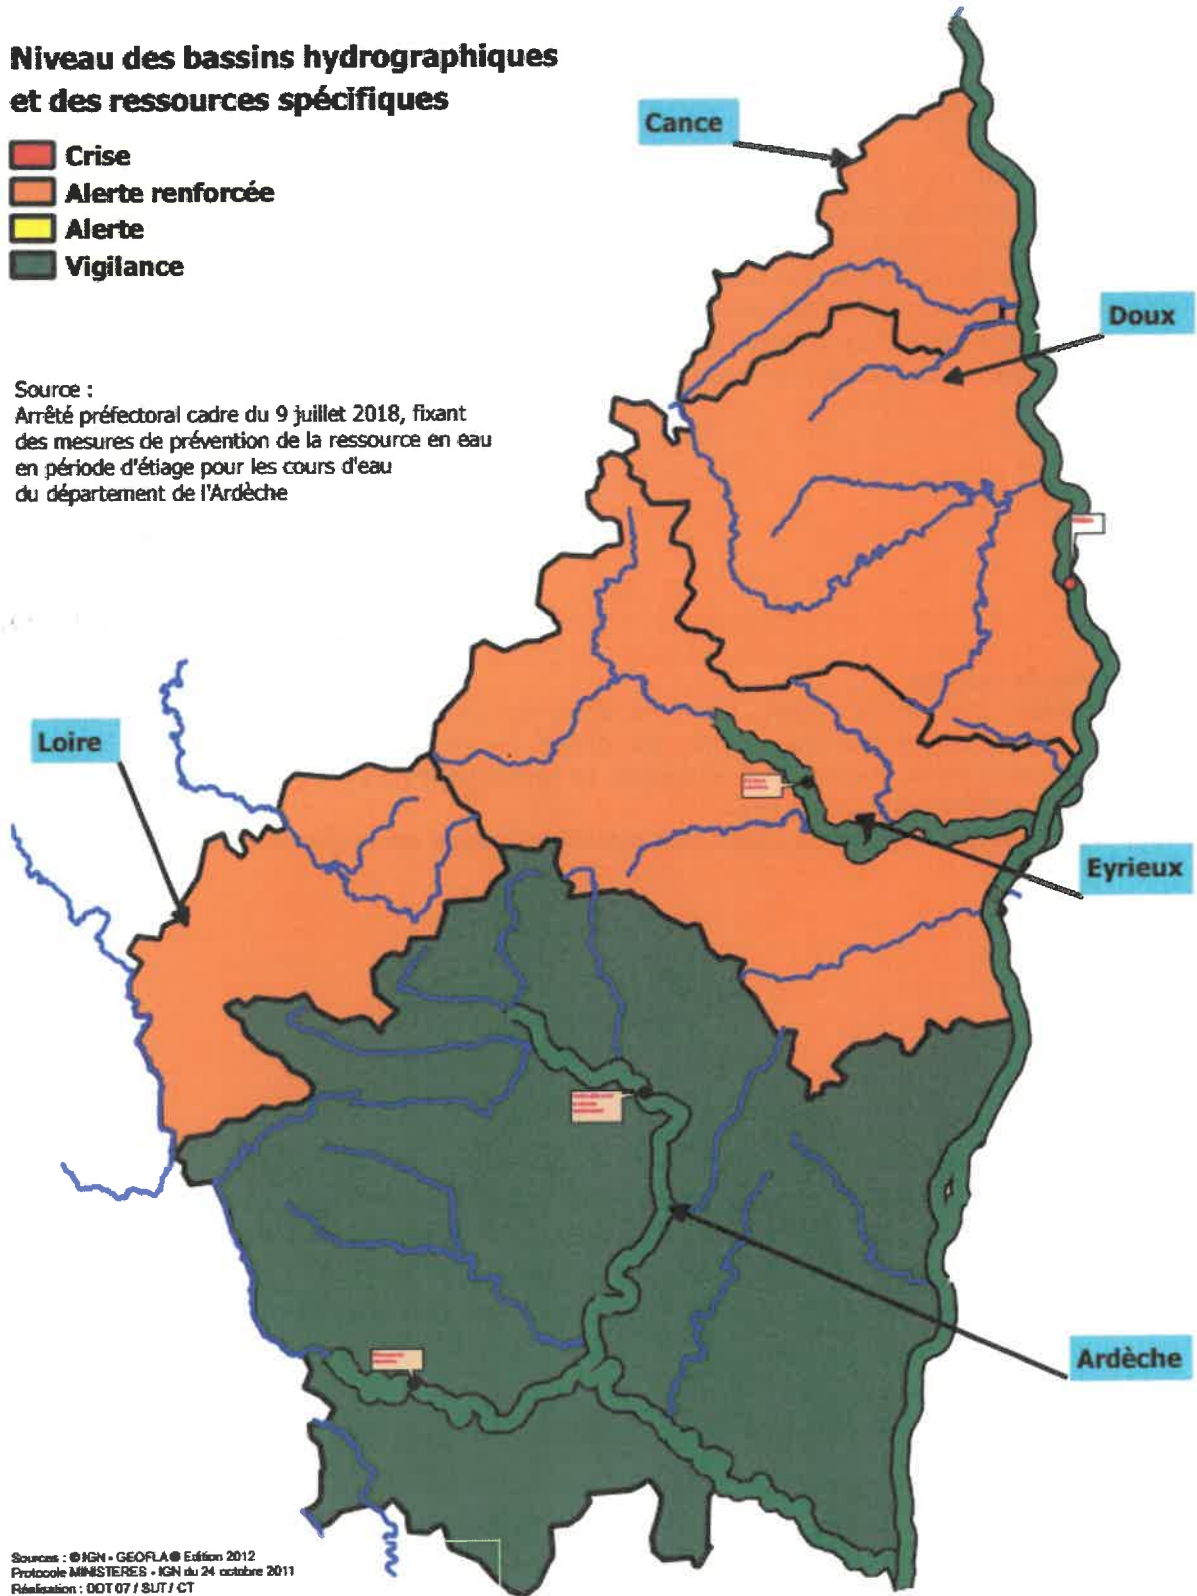 Niveau des bassins hydrographiques
et des ressources spécifiques
Crise
Alerte renforcée
Alerte
Vigilance
Source :
Arrêté préfectoral cadre du 9 juillet 2018, fixant
des mesures de prévention de la ressource en eau
en période d'étiage pour les cours d'eau
du département de l'Ardèche
Cance
Doux
Loire
Eyrieux
Ardèche
Sources : © IGN - GEOFLA® Edition 2012
Protocole MINISTERES - IGN du 24 octobre 2011
Réalisation : DDT 07 / SUT / CT